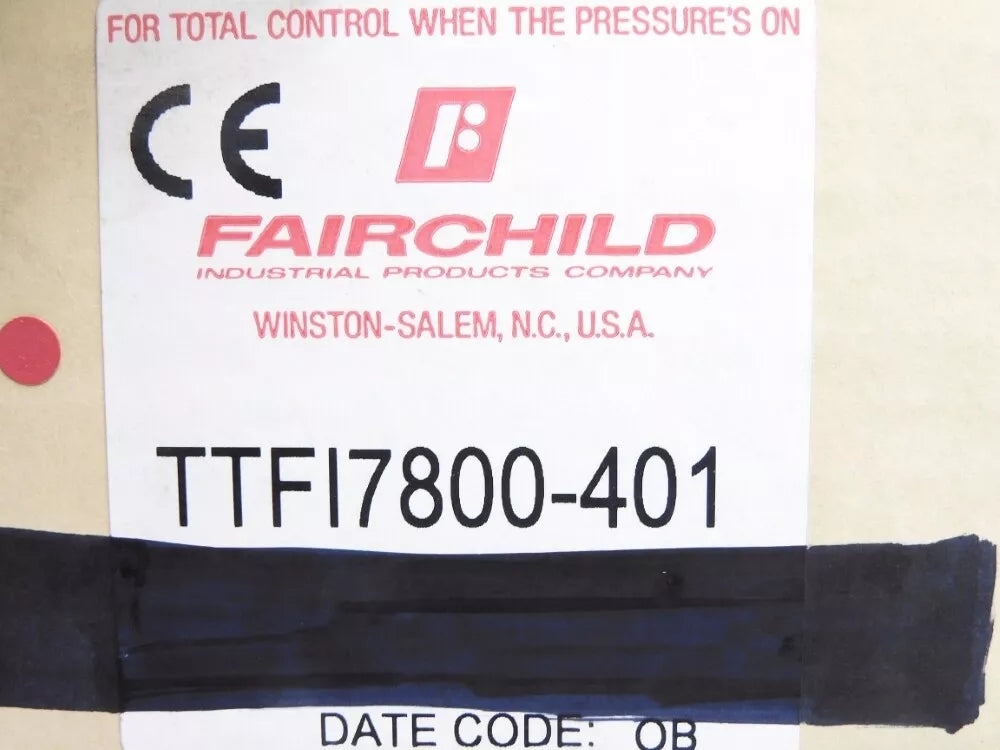 FOR TOTAL CONTROL WHEN THE PRESSURE'S ON
CE
FAIRCHILD
INDUSTRIAL PRODUCTS COMPANY
WINSTON-SALEM, N.C., U.S.A.
TTFI7800-401
DATE CODE: OB